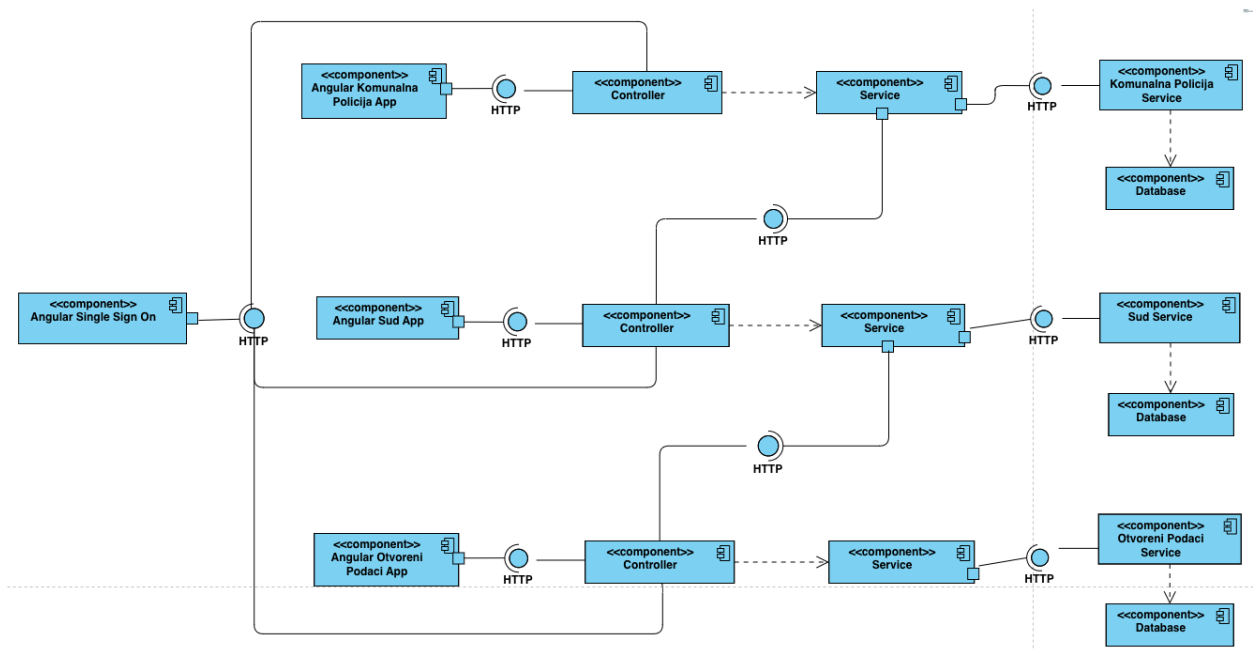 <<component>>
Angular Komunalna
Policija App
HTTP
<<component>>
Controller
<<component>>
Service
HTTP
<<component>>
Komunalna Policija
Service
<<component>>
Database
HTTP
<<component>>
Angular Single Sign On
HTTP
<<component>>
Angular Sud App
HTTP
<<component>>
Controller
<<component>>
Service
HTTP
<<component>>
Sud Service
<<component>>
Database
HTTP
<<component>>
Angular Otvoreni
Podaci App
HTTP
<<component>>
Controller
<<component>>
Service
HTTP
<<component>>
Otvoreni Podaci
Service
<<component>>
Database